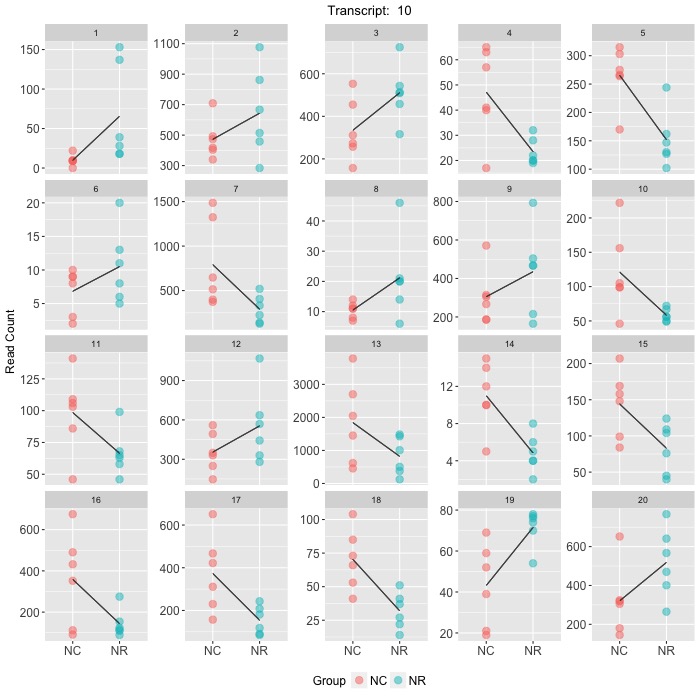 Transcript: 10
1 2 3 4 5
150 100 50 0
1100 900 700 500 300
600 400 200
60 50 40 30 20
300 250 200 150 100
6 7 8 9 10
20 15 10 5
1500 1000 500
40 30 20 10
800 600 400 200
200 150 100 50
Read Count
11 12 13 14 15
125 100 75 50
900 600 300
3000 2000 1000 0
12 8 4
200 150 100 50
16 17 18 19 20
600 400 200
600 400 200
100 75 50 25
80 60 40 20
600 400 200
NC NR NC NR NC NR NC NR NC NR
Group NC NR